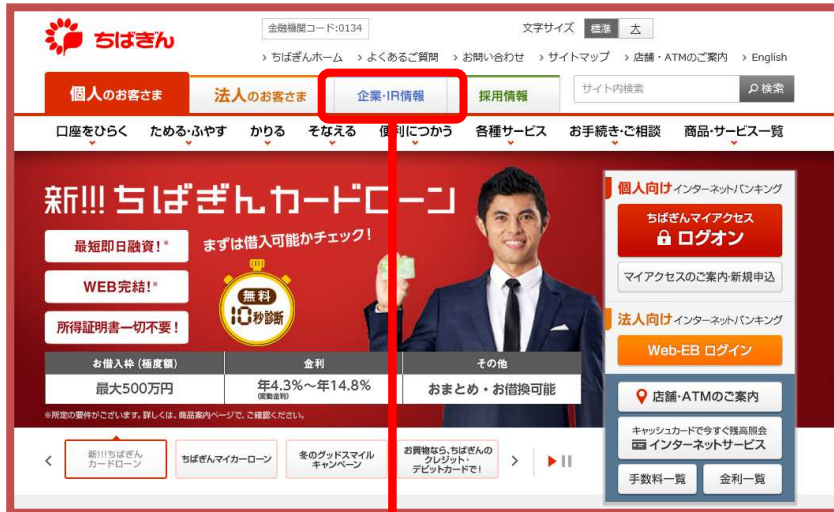 ちばぎん
金融機関コード:0134
文字サイズ 標準 大
> ちばぎんホーム > よくあるご質問 > お問い合わせ > サイトマップ > 店舗・ATMのご案内 > English
個人のお客さま 法人のお客さま 企業・IR情報 採用情報 サイト内検索 検索
口座をひらく ためる・ふやす かりる そなえる 便利につかう 各種サービス お手続き・ご相談 商品・サービス一覧
新!!! ちばぎんカードローン
最短即日融資!*
WEB完結!*
所得証明書一切不要!
まずは借入可能かチェック!
無料
10秒診断
お借入枠 (極度額) 金利 その他
最大500万円 年4.3%~年14.8% おまとめ・お借換可能
(変動金利)
※所定の要件がございます。詳しくは、商品案内ページで、ご確認ください。
個人向け インターネットバンキング
ちばぎんマイアクセス
ログオン
マイアクセスのご案内・新規申込
法人向け インターネットバンキング
Web-EB ログイン
店舗・ATMのご案内
キャッシュカードで今すぐ残高照会
インターネットサービス
手数料一覧 金利一覧
新!!!ちばぎん
カードローン
ちばぎんマイカーローン
冬のグッドスマイル
キャンペーン
お買物なら、ちばぎんの
クレジット・
デビットカードで!